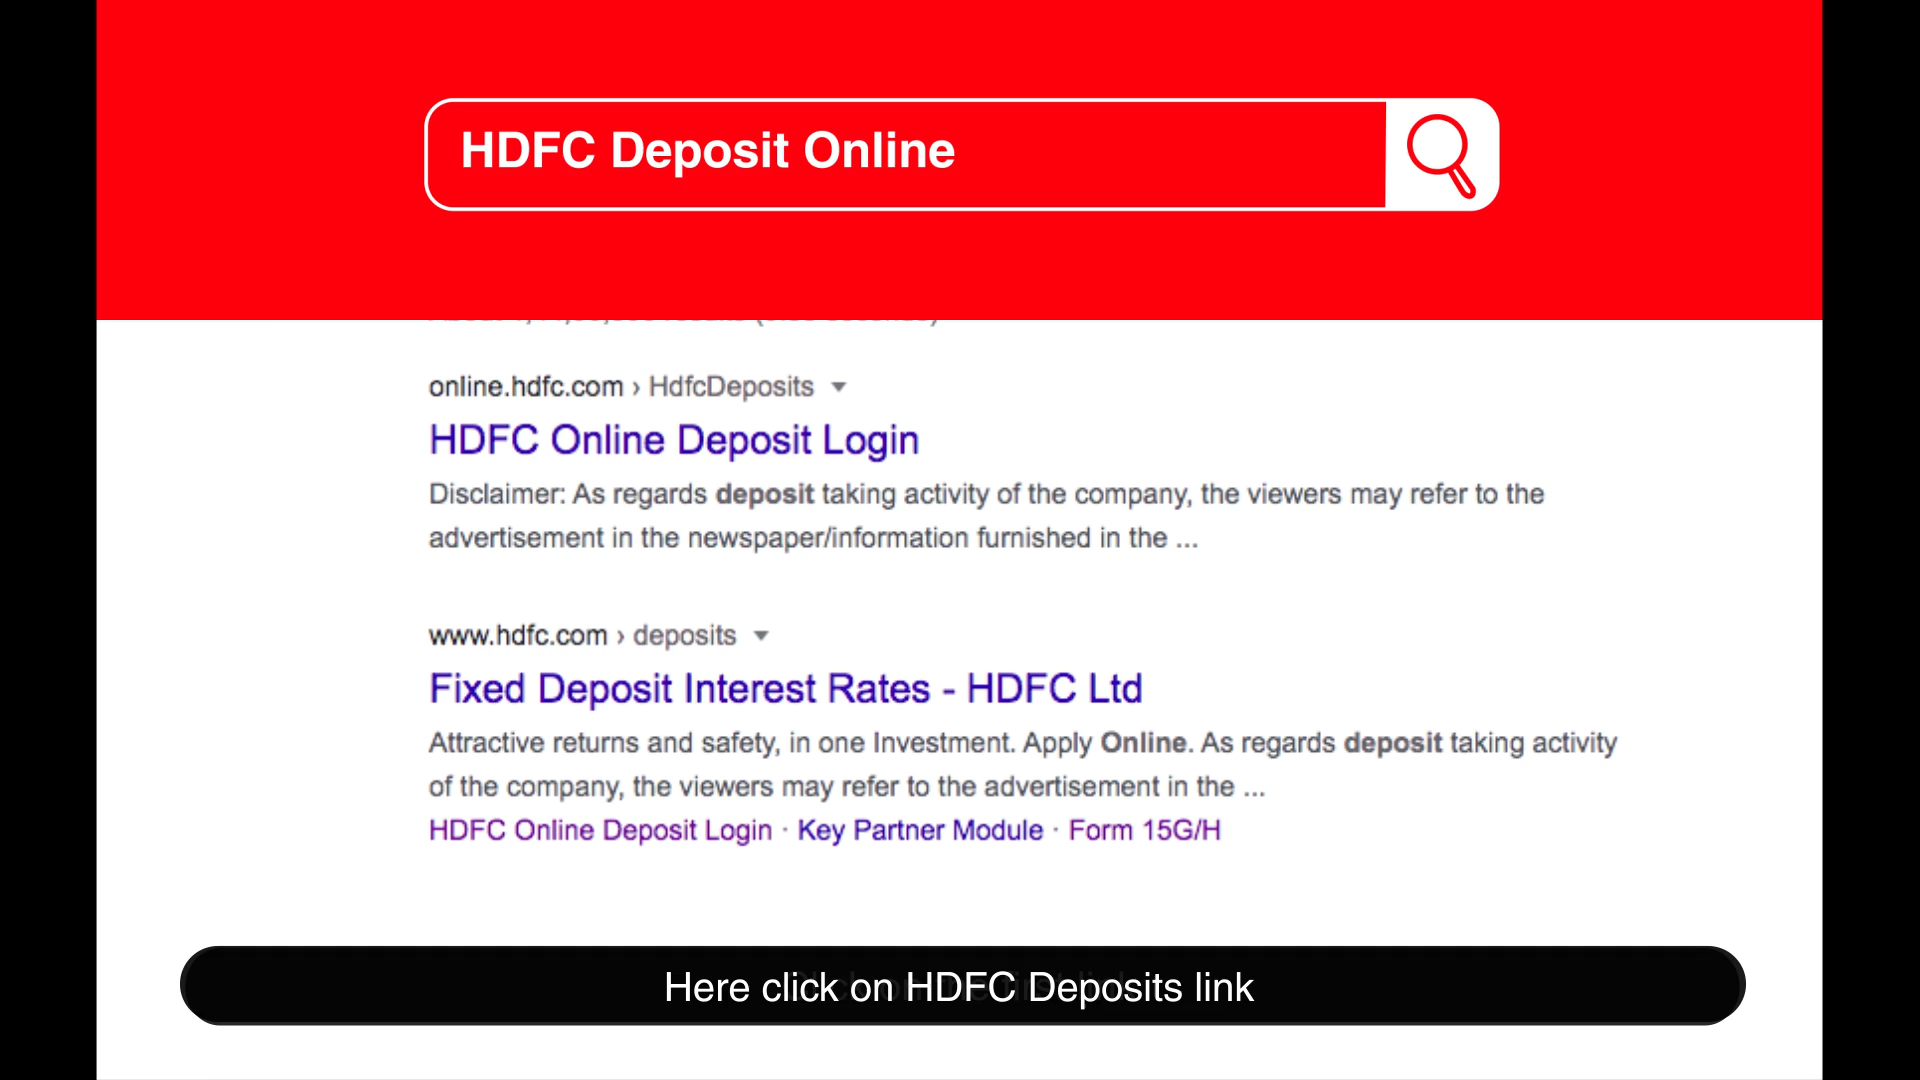 HDFC Deposit Online
online.hdfc.com › HdfcDeposits
HDFC Online Deposit Login
Disclaimer: As regards deposit taking activity of the company, the viewers may refer to the
advertisement in the newspaper/information furnished in the ...
www.hdfc.com › deposits
Fixed Deposit Interest Rates - HDFC Ltd
Attractive returns and safety, in one Investment. Apply Online. As regards deposit taking activity
of the company, the viewers may refer to the advertisement in the ...
HDFC Online Deposit Login · Key Partner Module · Form 15G/H
Here click on HDFC Deposits link